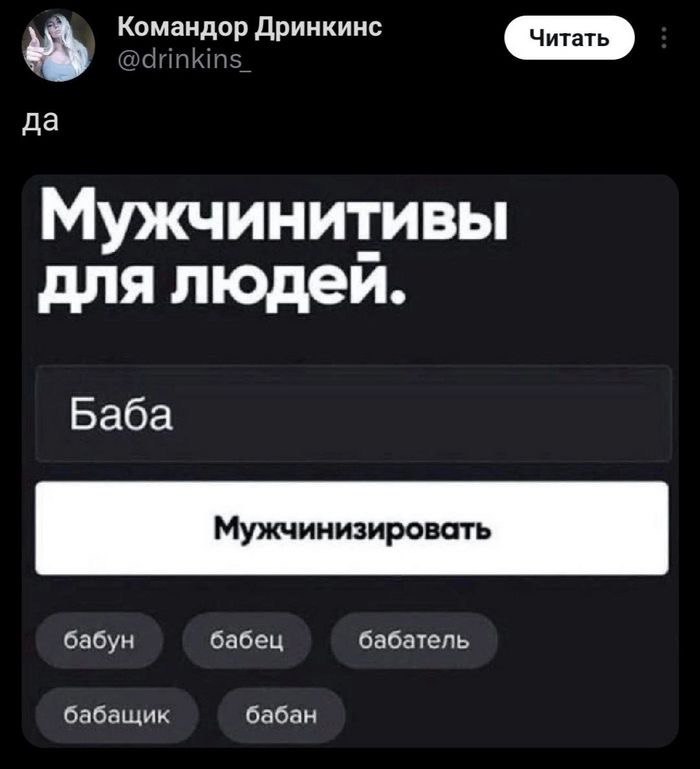 Командор Дринкинс
@drinkins_
Читать
да
Мужчинитивы
для людей.
Баба
Мужчинизировать
бабун бабец бабатель
бабащик бабан